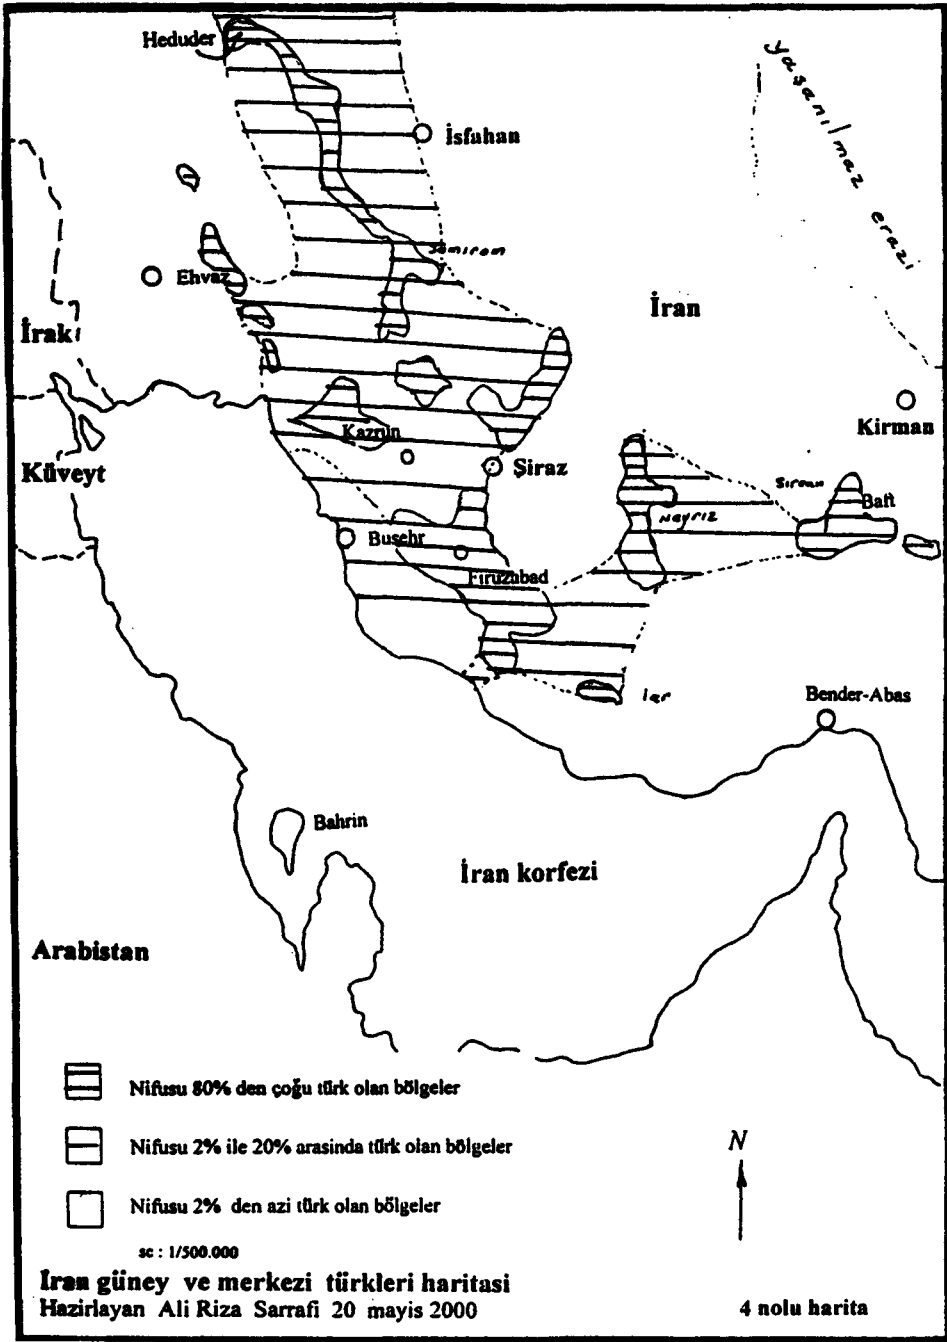 Heduder
İsfahan
yaşanılmaz erazi
Semirom
Ehvaz
İran
İrak
Kirman
Kazrun
Şiraz
Küveyt
Sircan
Baft
Neyriz
Busehr
Firuzabad
lar
Bender-Abas
Bahrin
İran korfezi
Arabistan
Nifusu 80% den çoğu türk olan bölgeler
Nifusu 2% ile 20% arasinda türk olan bölgeler
N
Nifusu 2% den azi türk olan bölgeler
sc : 1/500.000
İran güney ve merkezi türkleri haritasi
Hazirlayan Ali Riza Sarrafi 20 mayis 2000
4 nolu harita